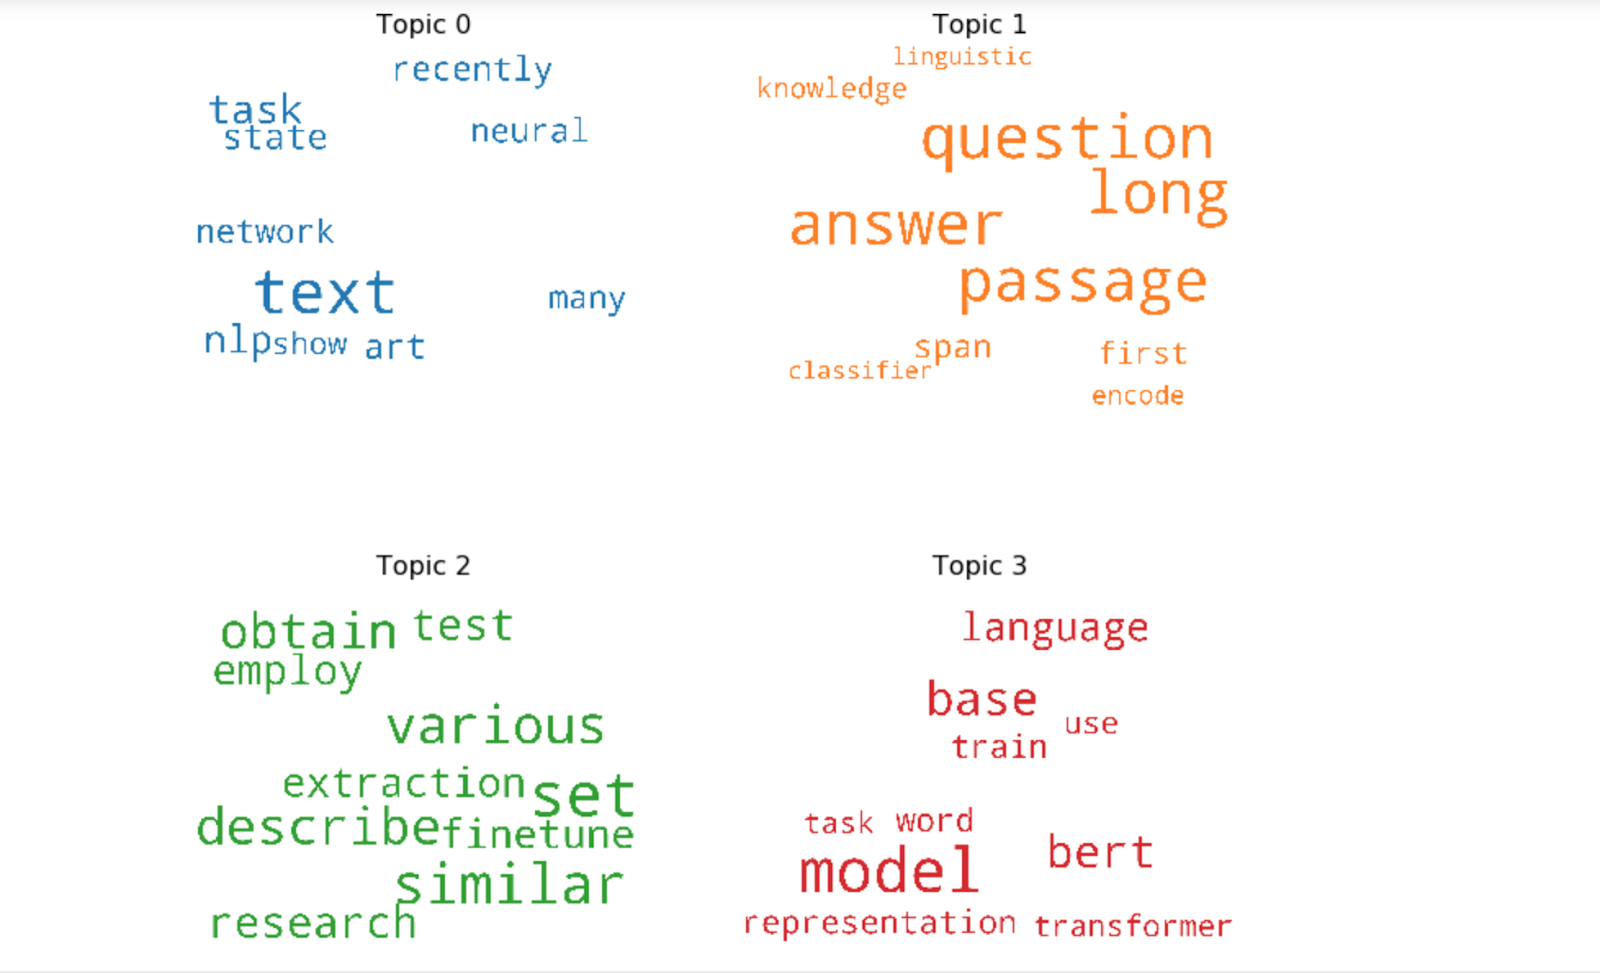 Topic 0
recently
task
state
neural
network
text
many
nlp show art
Topic 1
linguistic
knowledge
question
long
answer
passage
span
first
classifier
encode
Topic 2
obtain test
employ
various
extraction set
describe finetune
similar
research
Topic 3
language
base
use
train
task word
model
bert
representation transformer